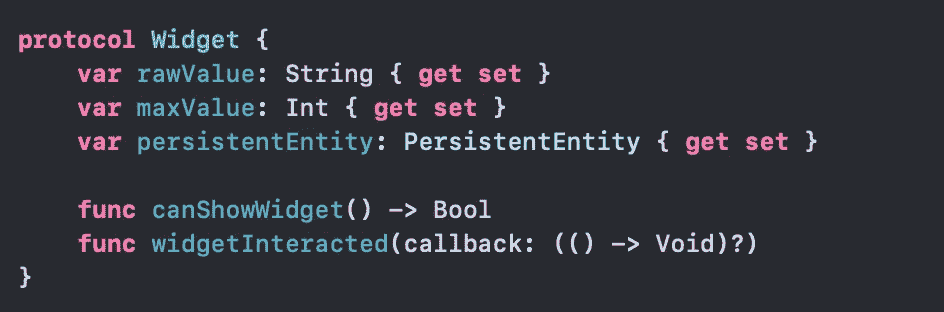 protocol Widget {
    var rawValue: String { get set }
    var maxValue: Int { get set }
    var persistentEntity: PersistentEntity { get set }

    func canShowWidget() -> Bool
    func widgetInteracted(callback: (() -> Void)?)
}